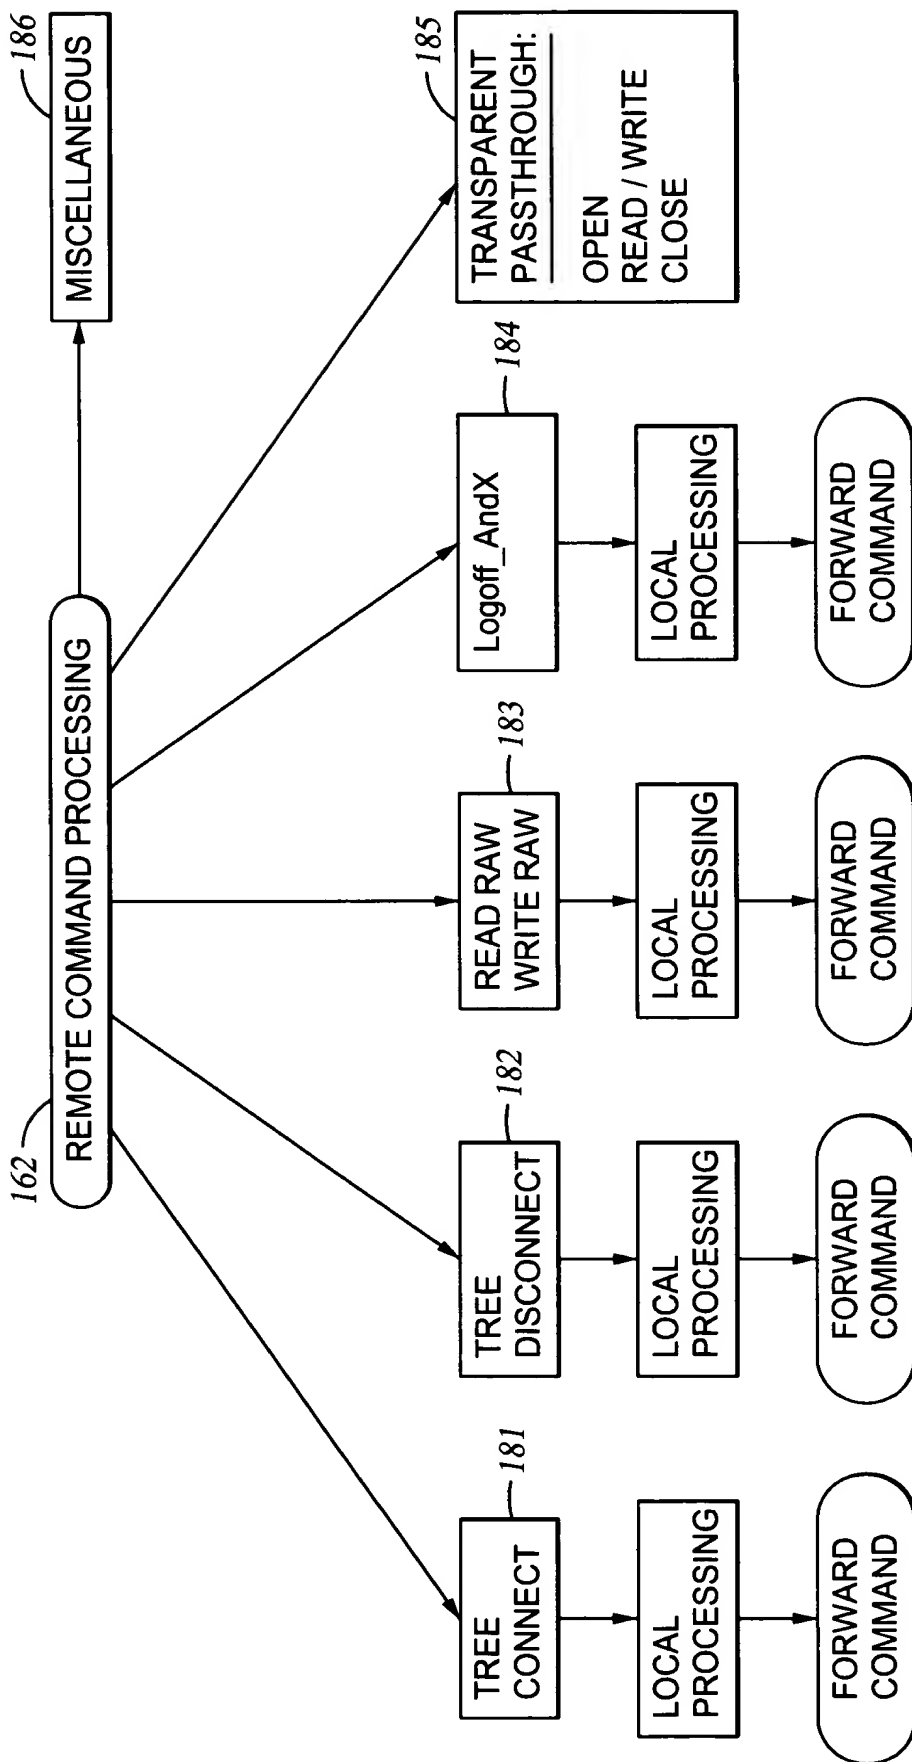 162
REMOTE COMMAND PROCESSING
186
MISCELLANEOUS
181
TREE
CONNECT
LOCAL
PROCESSING
FORWARD
COMMAND
182
TREE
DISCONNECT
LOCAL
PROCESSING
FORWARD
COMMAND
183
READ RAW
WRITE RAW
LOCAL
PROCESSING
FORWARD
COMMAND
184
Logoff_AndX
LOCAL
PROCESSING
FORWARD
COMMAND
185
TRANSPARENT
PASSTHROUGH:
OPEN
READ / WRITE
CLOSE